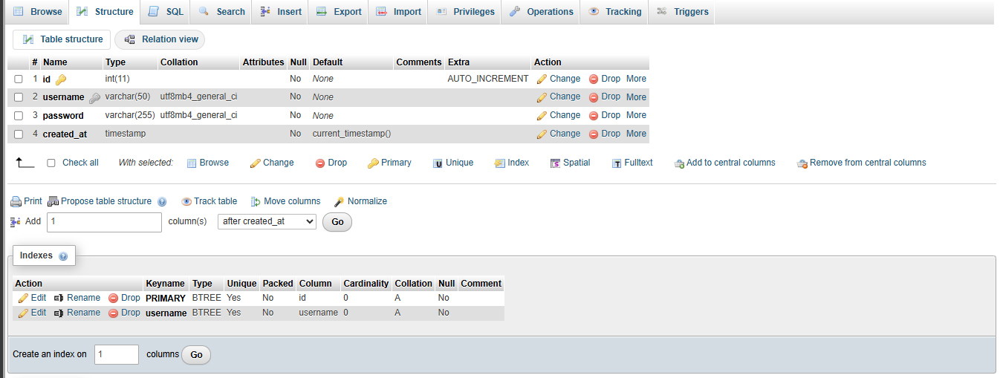 Browse Structure SQL Search Insert Export Import Privileges Operations Tracking Triggers
Table structure Relation view
# Name Type Collation Attributes Null Default Comments Extra Action
1 id int(11) No None AUTO_INCREMENT Change Drop More
2 username varchar(50) utf8mb4_general_ci No None Change Drop More
3 password varchar(255) utf8mb4_general_ci No None Change Drop More
4 created_at timestamp No current_timestamp() Change Drop More
Check all With selected: Browse Change Drop Primary Unique Index Spatial Fulltext Add to central columns Remove from central columns
Print Propose table structure Track table Move columns Normalize
Add 1 column(s) after created_at Go
Indexes
Action Keyname Type Unique Packed Column Cardinality Collation Null Comment
Edit Rename Drop PRIMARY BTREE Yes No id 0 A No
Edit Rename Drop username BTREE Yes No username 0 A No
Create an index on 1 columns Go